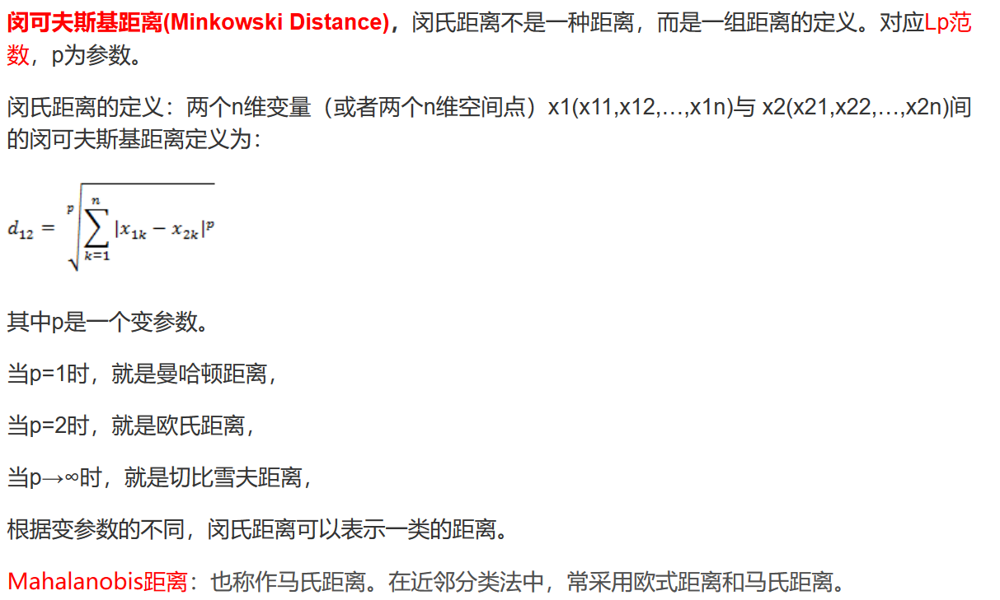 闵可夫斯基距离(Minkowski Distance)，闵氏距离不是一种距离，而是一组距离的定义。对应Lp范
数，p为参数。
闵氏距离的定义：两个n维变量（或者两个n维空间点）x1(x11,x12,…,x1n)与 x2(x21,x22,…,x2n)间
的闵可夫斯基距离定义为：
d₁₂ = ᵖ√(∑ₖ₌₁ⁿ |x₁ₖ − x₂ₖ|ᵖ)
其中p是一个变参数。
当p=1时，就是曼哈顿距离，
当p=2时，就是欧氏距离，
当p→∞时，就是切比雪夫距离，
根据变参数的不同，闵氏距离可以表示一类的距离。
Mahalanobis距离：也称作马氏距离。在近邻分类法中，常采用欧式距离和马氏距离。